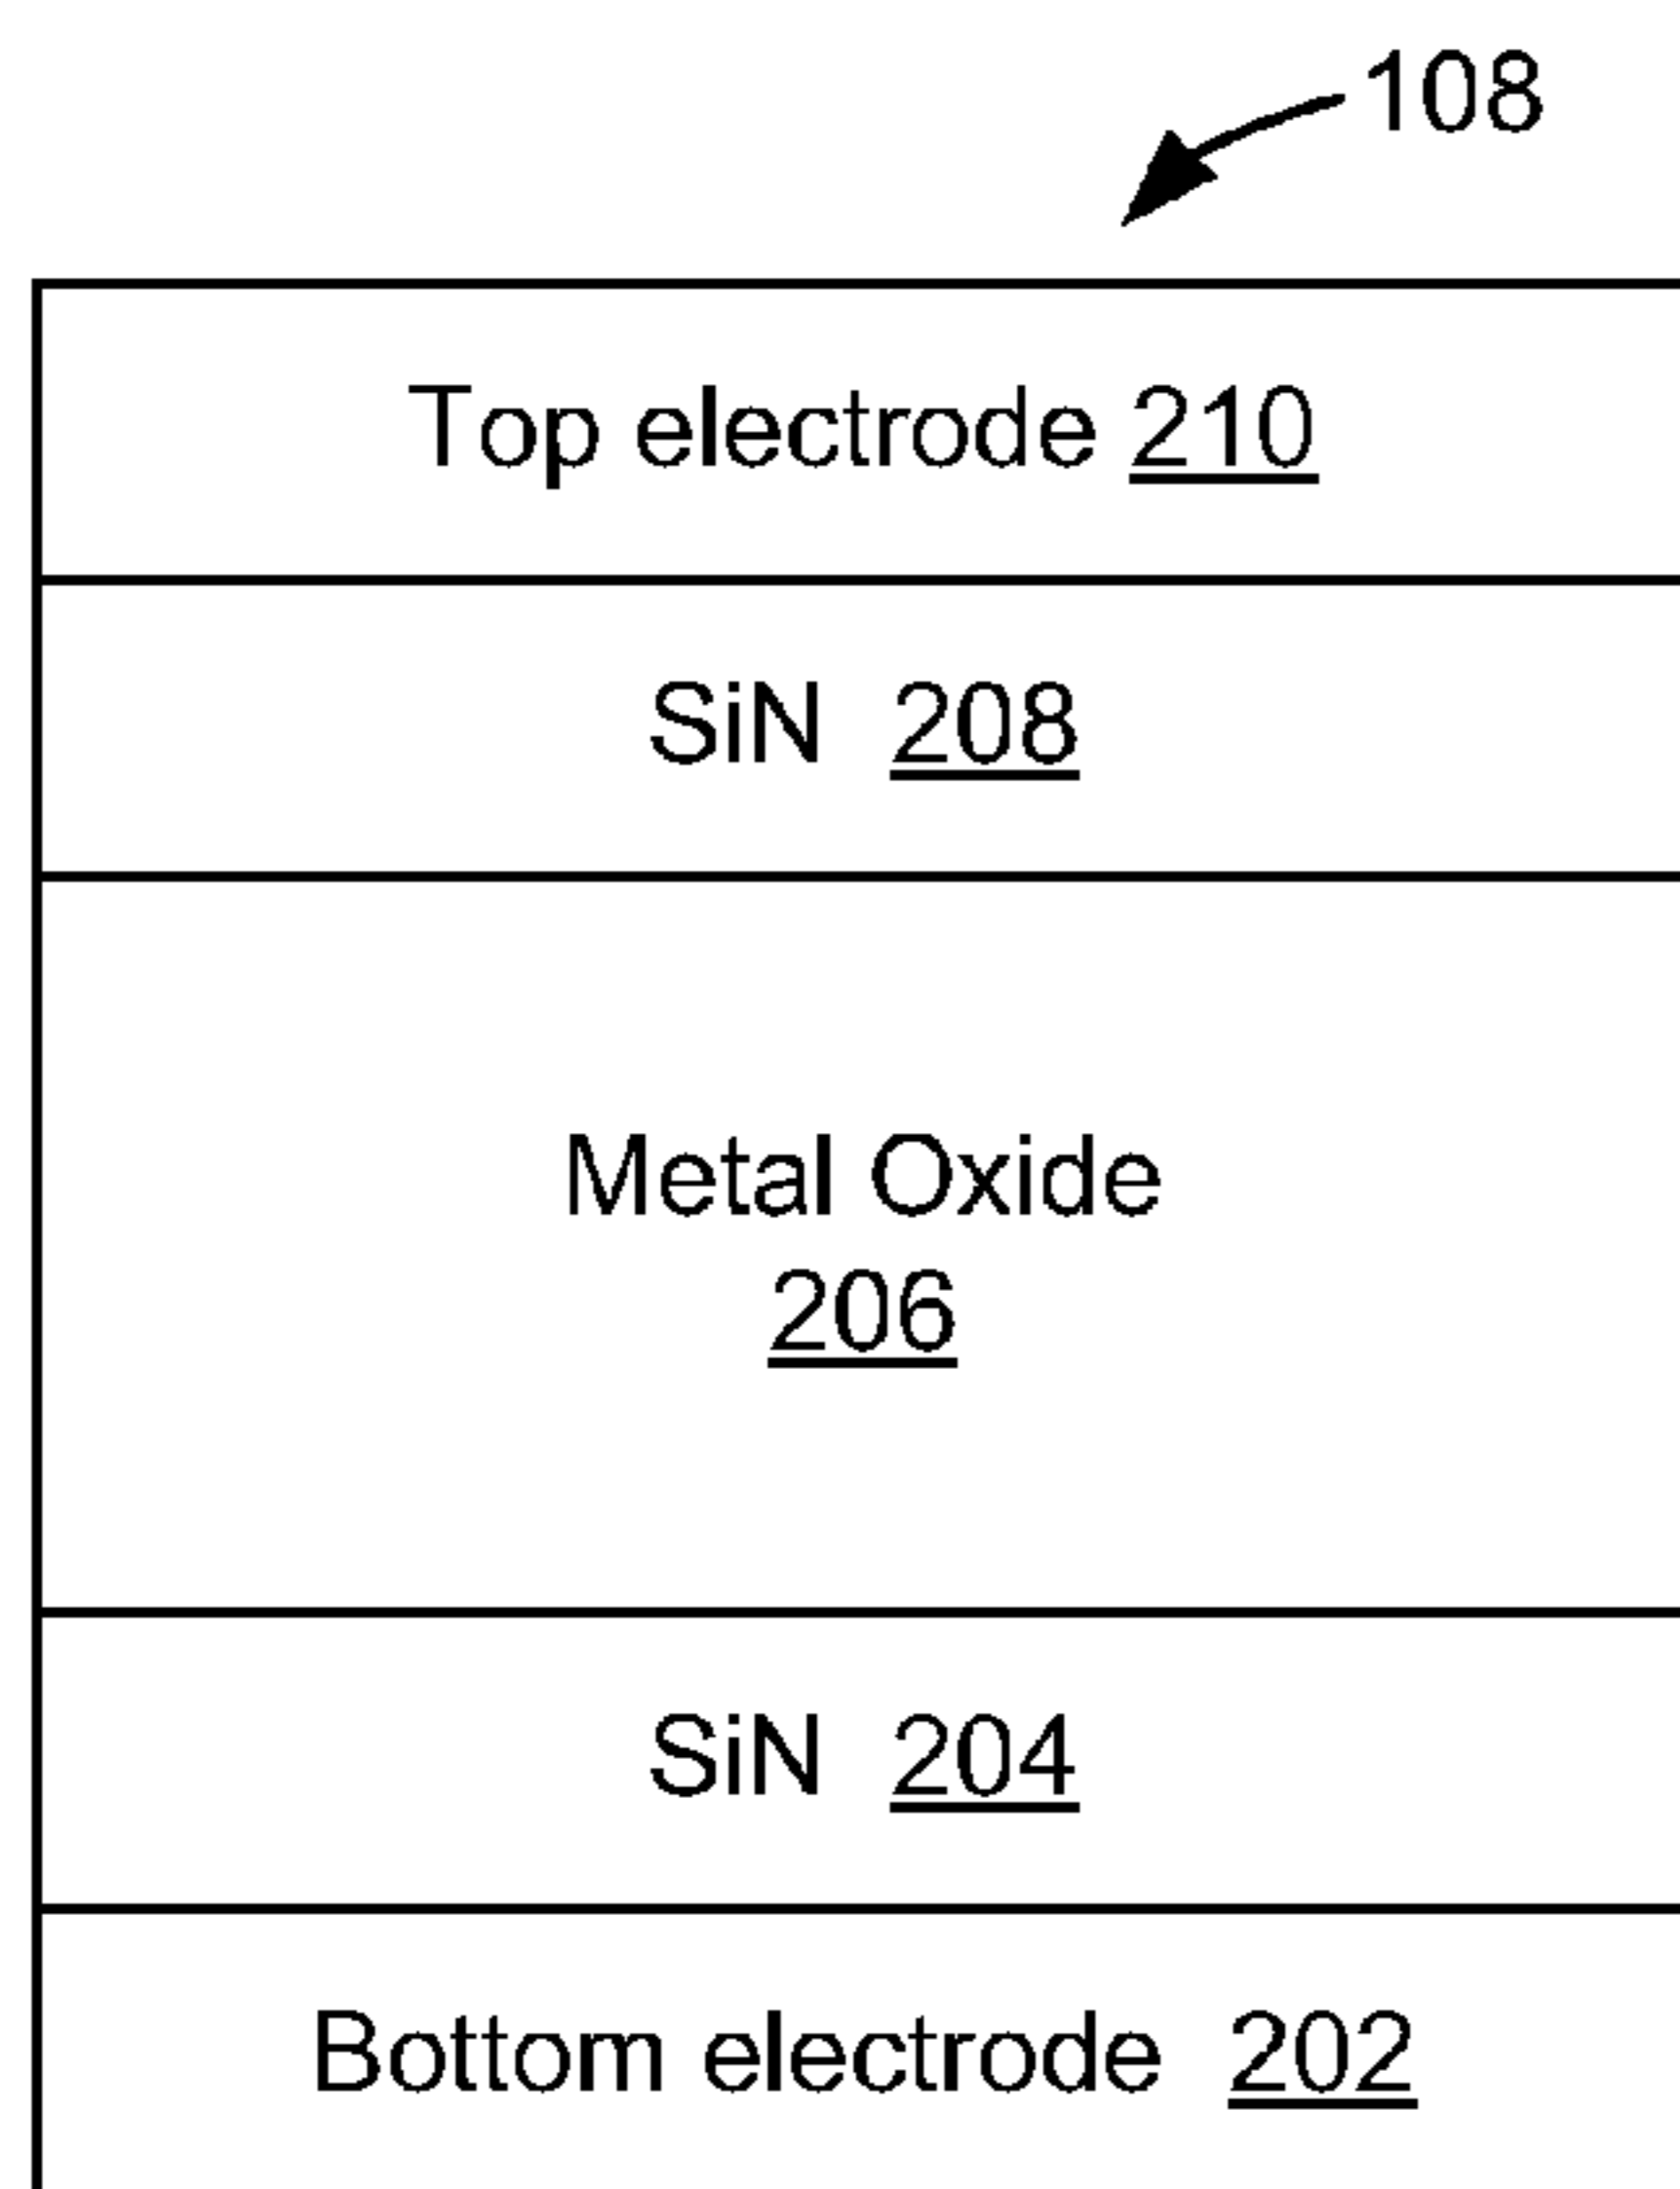 108
Top electrode 210
SiN 208
Metal Oxide
206
SiN 204
Bottom electrode 202